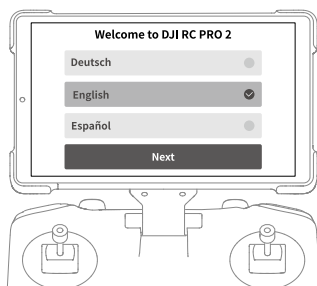 Welcome to DJI RC PRO 2
Deutsch
English
Español
Next